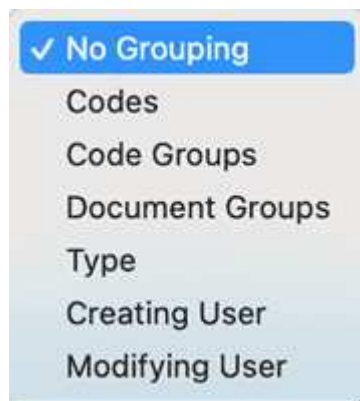 ✓ No Grouping
Codes
Code Groups
Document Groups
Type
Creating User
Modifying User